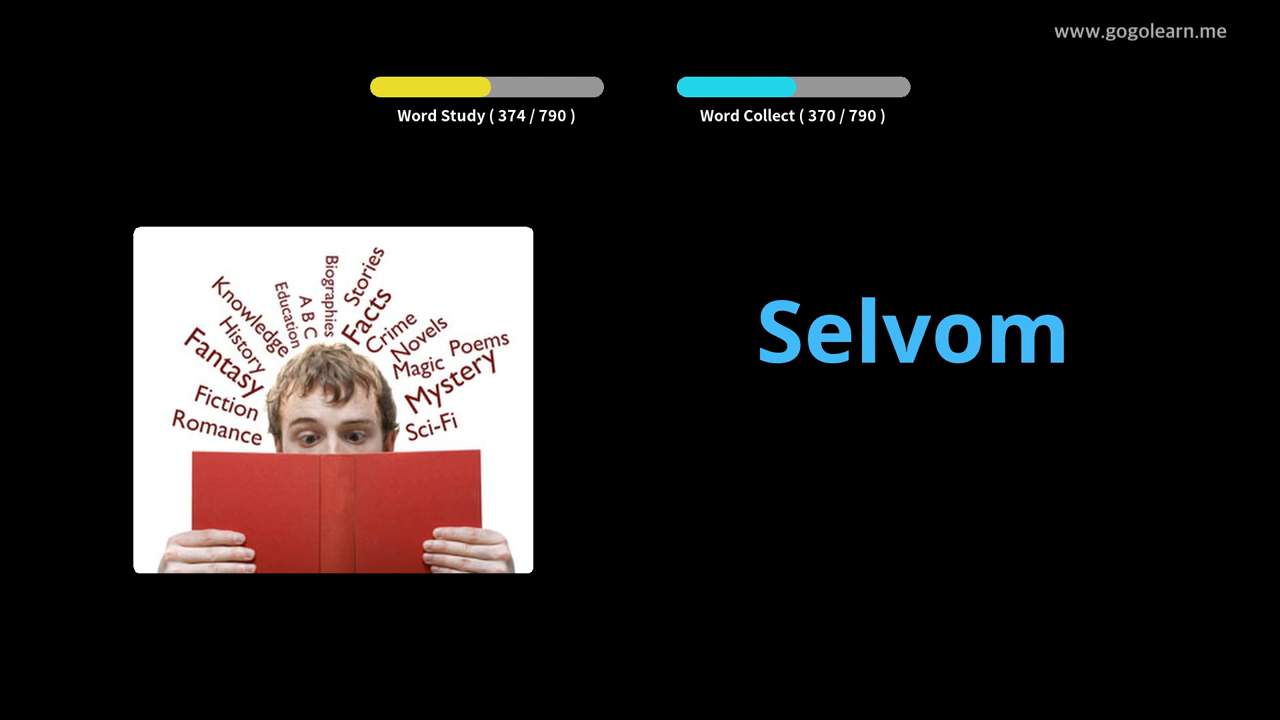 www.gogolearn.me
Word Study ( 374 / 790 )
Word Collect ( 370 / 790 )
Selvom
Knowledge
Education
A B C
Biographies
Stories
Facts
History
Crime
Novels
Fantasy
Magic
Poems
Mystery
Fiction
Romance
Sci-Fi